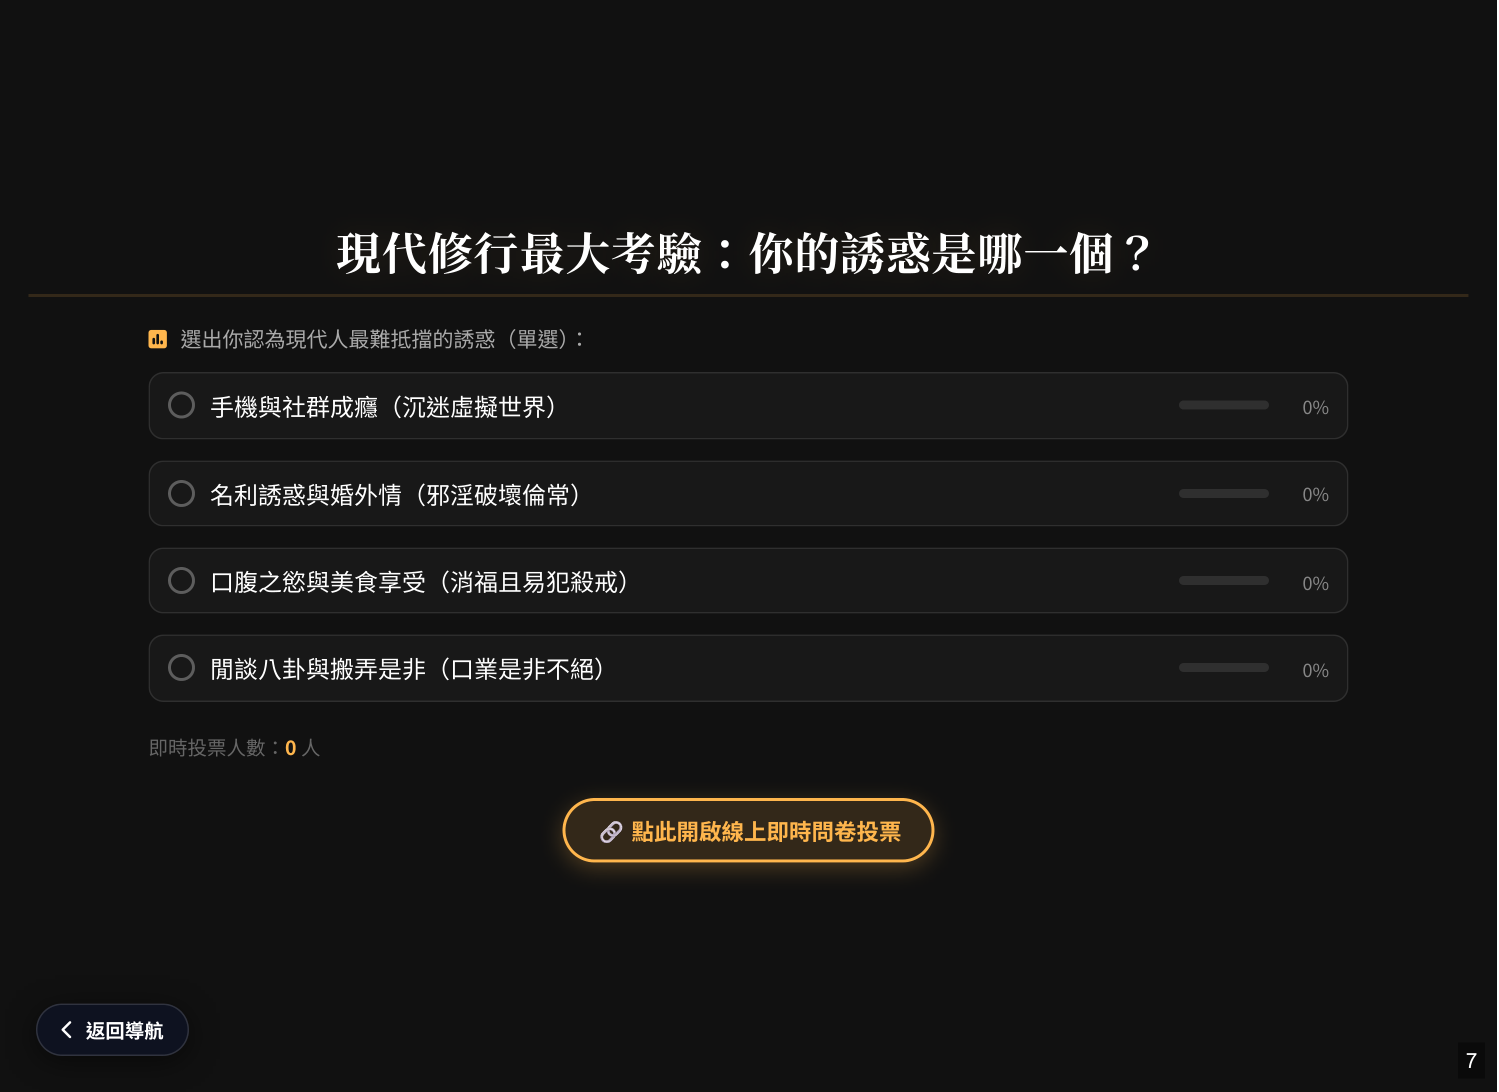 現代修行最大考驗：你的誘惑是哪一個？
選出你認為現代人最難抵擋的誘惑（單選）：
手機與社群成癮（沉迷虛擬世界） 0%
名利誘惑與婚外情（邪淫破壞倫常） 0%
口腹之慾與美食享受（消福且易犯殺戒） 0%
閒談八卦與搬弄是非（口業是非不絕） 0%
即時投票人數：0 人
點此開啟線上即時問卷投票
返回導航
7